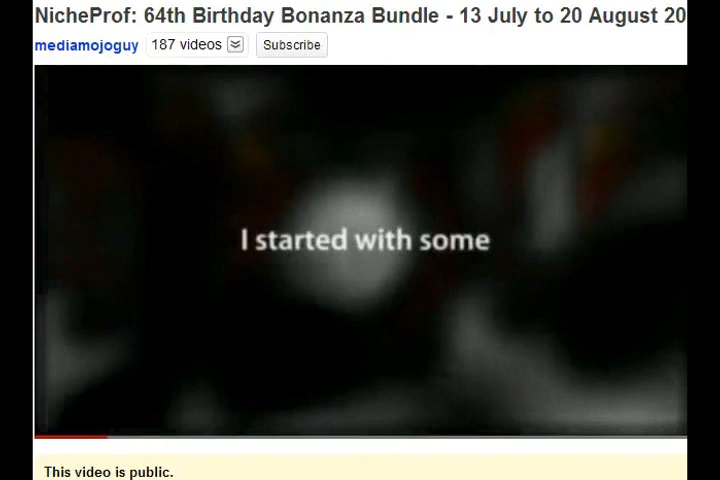 NicheProf: 64th Birthday Bonanza Bundle - 13 July to 20 August 20
mediamojoguy 187 videos Subscribe
I started with some
This video is public.